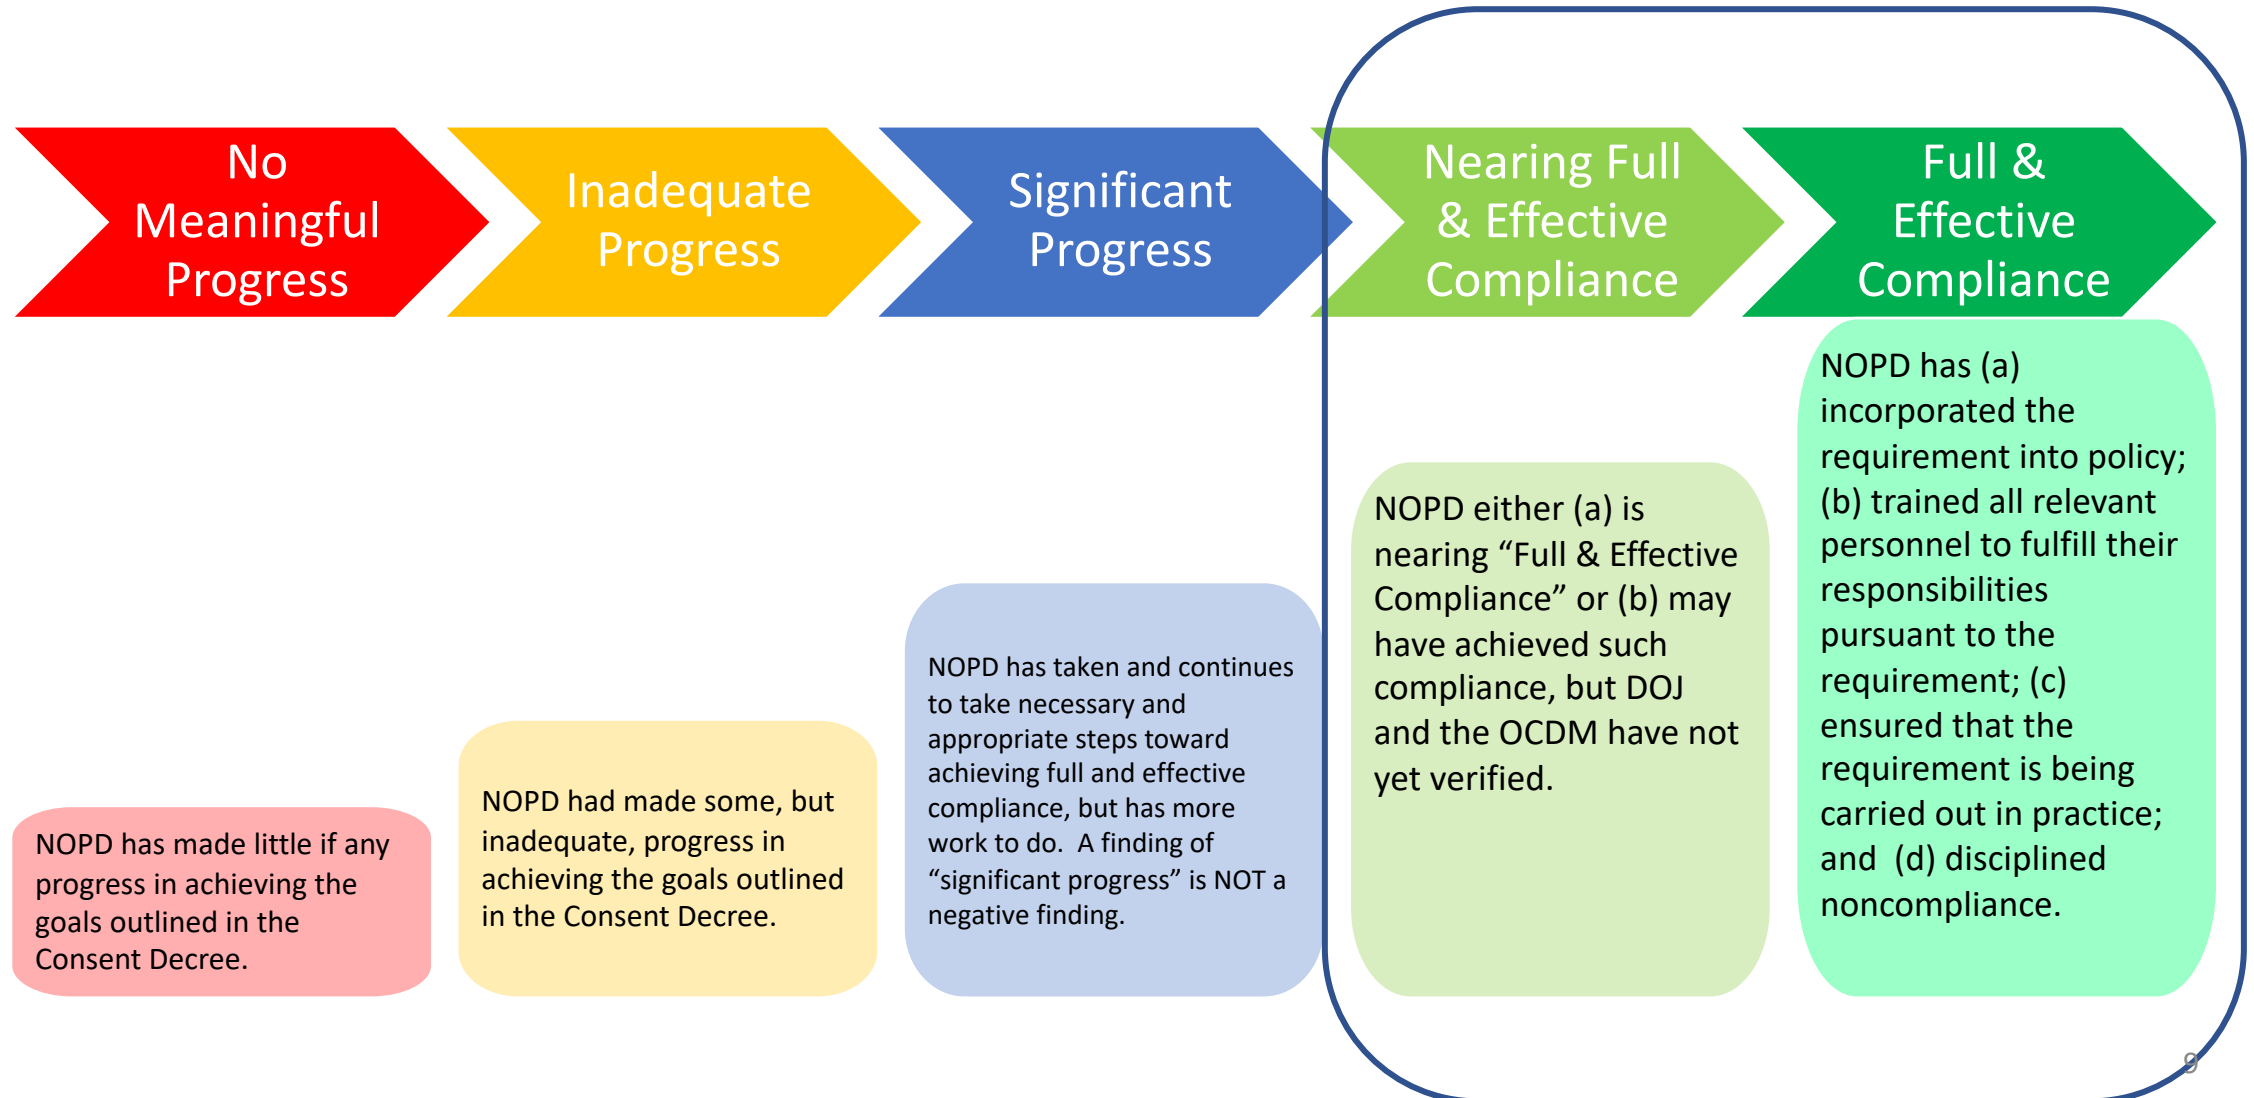 No
Meaningful
Progress
Inadequate
Progress
Significant
Progress
Nearing Full
& Effective
Compliance
Full &
Effective
Compliance
NOPD has made little if any
progress in achieving the
goals outlined in the
Consent Decree.
NOPD had made some, but
inadequate, progress in
achieving the goals outlined
in the Consent Decree.
NOPD has taken and continues
to take necessary and
appropriate steps toward
achieving full and effective
compliance, but has more
work to do.  A finding of
“significant progress” is NOT a
negative finding.
NOPD either (a) is
nearing “Full & Effective
Compliance” or (b) may
have achieved such
compliance, but DOJ
and the OCDM have not
yet verified.
NOPD has (a)
incorporated the
requirement into policy;
(b) trained all relevant
personnel to fulfill their
responsibilities
pursuant to the
requirement; (c)
ensured that the
requirement is being
carried out in practice;
and  (d) disciplined
noncompliance.
9